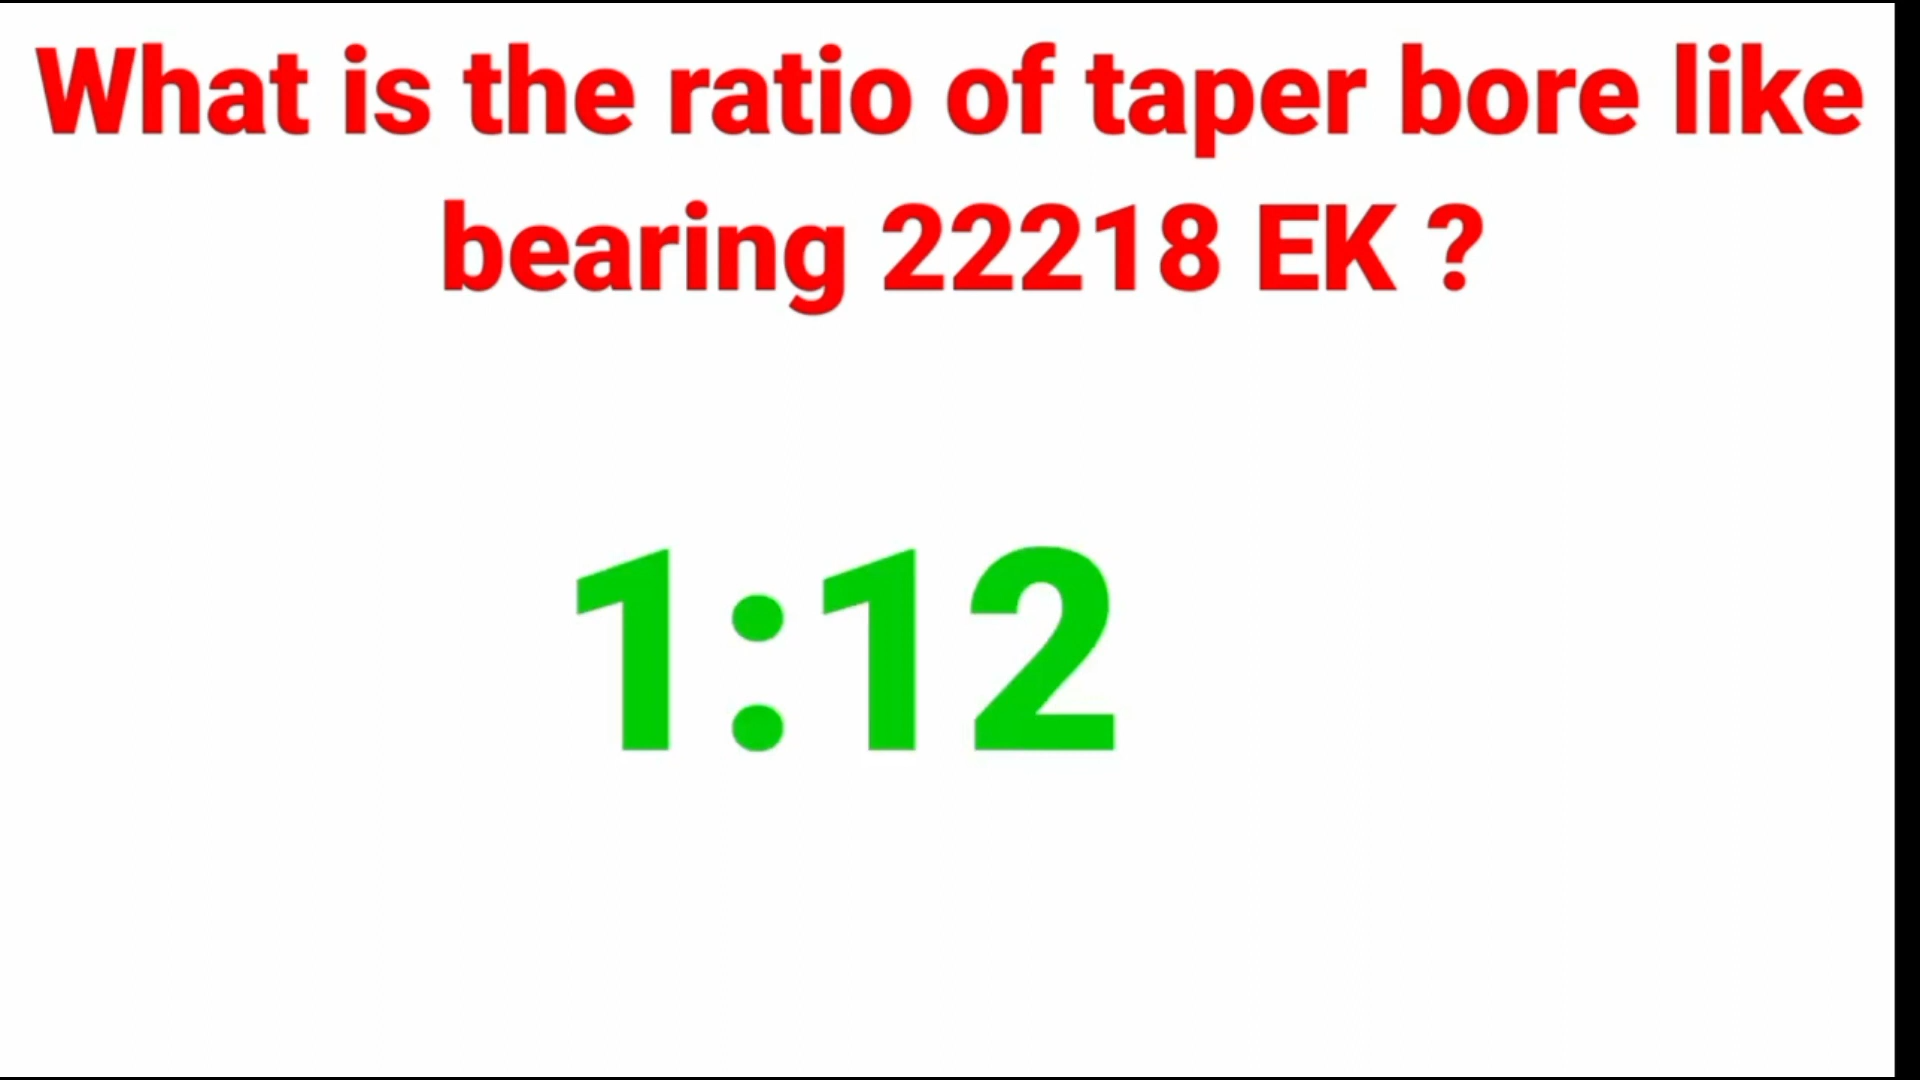 What is the ratio of taper bore like
bearing 22218 EK ?
1:12